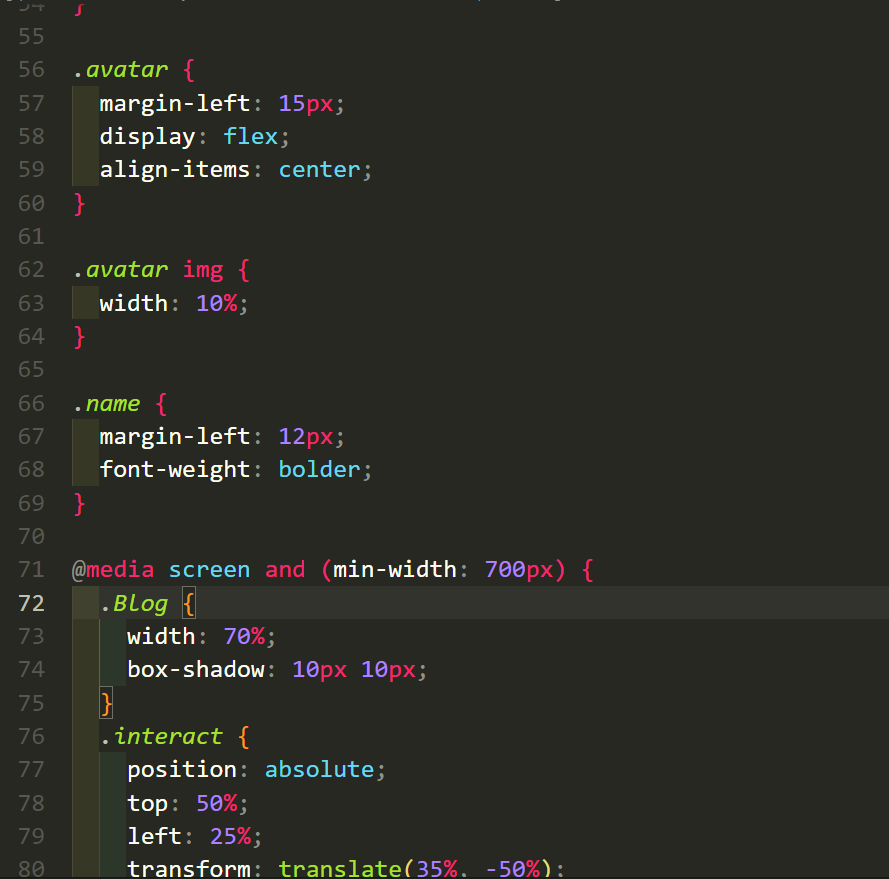 54 }
55
56 .avatar {
57 margin-left: 15px;
58 display: flex;
59 align-items: center;
60 }
61
62 .avatar img {
63 width: 10%;
64 }
65
66 .name {
67 margin-left: 12px;
68 font-weight: bolder;
69 }
70
71 @media screen and (min-width: 700px) {
72 .Blog {
73 width: 70%;
74 box-shadow: 10px 10px;
75 }
76 .interact {
77 position: absolute;
78 top: 50%;
79 left: 25%;
80 transform: translate(35%, -50%);